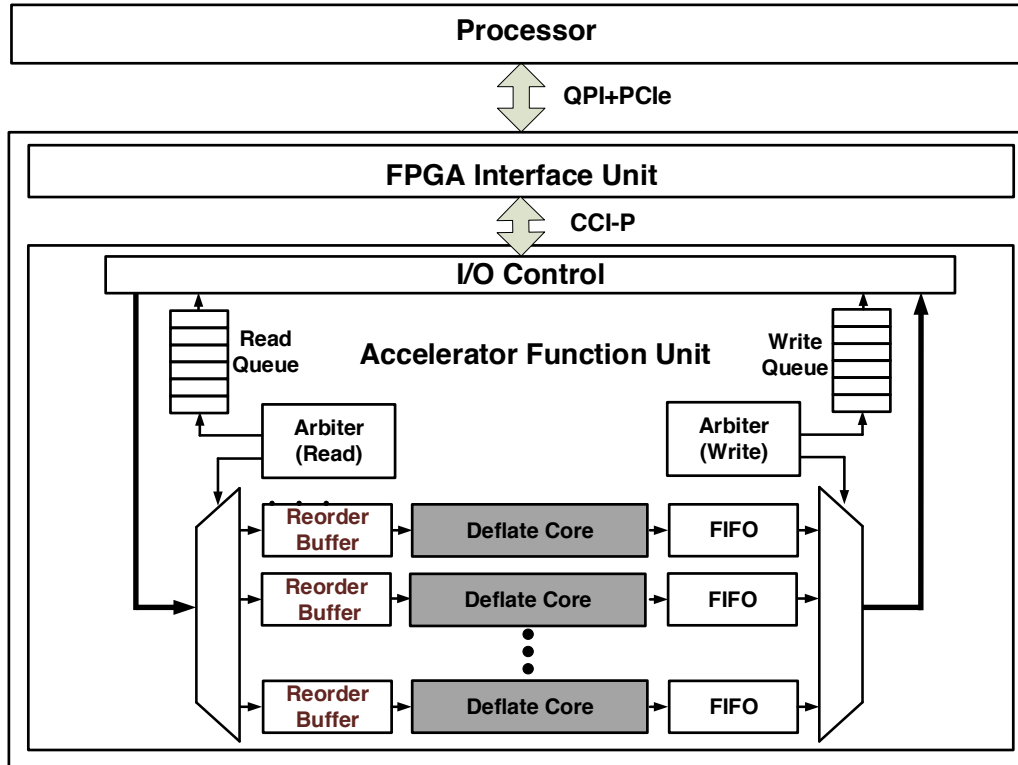 Processor
QPI+PCIe
FPGA Interface Unit
CCI-P
I/O Control
Read
Queue
Accelerator Function Unit
Write
Queue
Arbiter
(Read)
Arbiter
(Write)
Reorder
Buffer
Deflate Core
FIFO
Reorder
Buffer
Deflate Core
FIFO
Reorder
Buffer
Deflate Core
FIFO